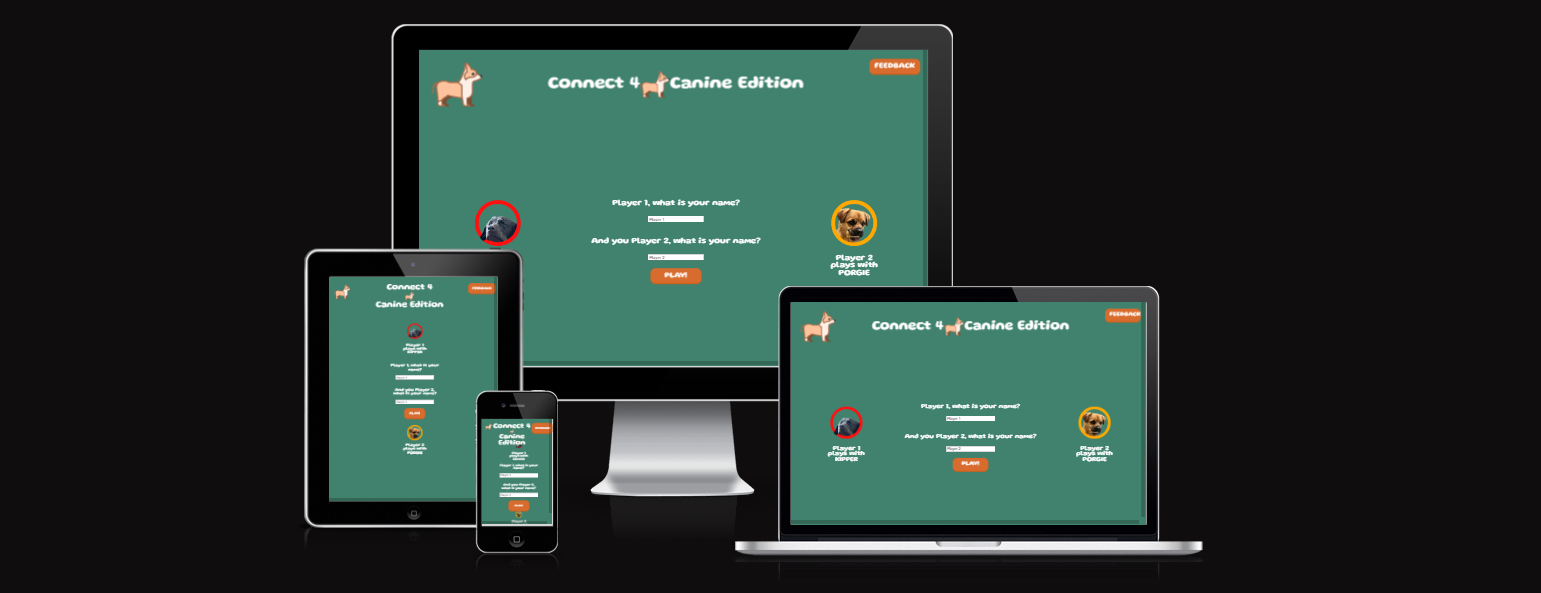 FEEDBACK
Connect 4 Canine Edition
Player 1, what is your name?
Player 1
And you Player 2, what is your name?
Player 2
PLAY!
Player 2
plays with
PORGIE
Connect 4
FEEDBACK
Canine Edition
Player 1
plays with
KIPPER
Player 1, what is your
name?
And you Player 2,
what is your name?
PLAY!
Player 2
plays with
PORGIE
Connect 4
Canine
Edition
Player 1
plays with
Player 1, what is your
name?
And you Player 2,
what is your name?
Player 2
FEEDBACK
Connect 4 Canine Edition
Player 1, what is your name?
Player 1
And you Player 2, what is your name?
Player 2
PLAY!
Player 1
plays with
KIPPER
Player 2
plays with
PORGIE